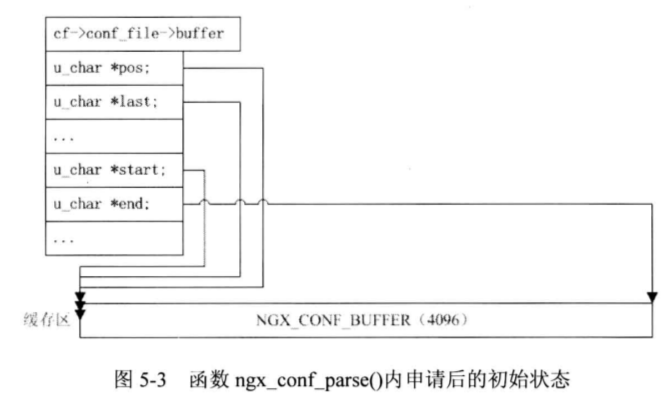 cf->conf_file->buffer
u_char *pos;
u_char *last;
...
u_char *start;
u_char *end;
...
缓存区
NGX_CONF_BUFFER（4096）
图 5-3 函数 ngx_conf_parse()内申请后的初始状态